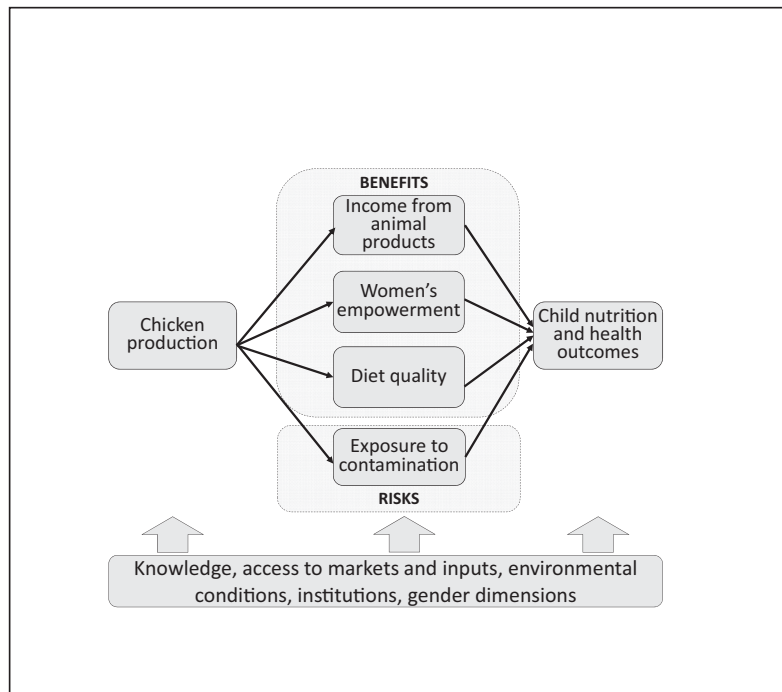 BENEFITS
Income from
animal
products
Women's
empowerment
Diet quality
Chicken
production
Child nutrition
and health
outcomes
Exposure to
contamination
RISKS
Knowledge, access to markets and inputs, environmental
conditions, institutions, gender dimensions